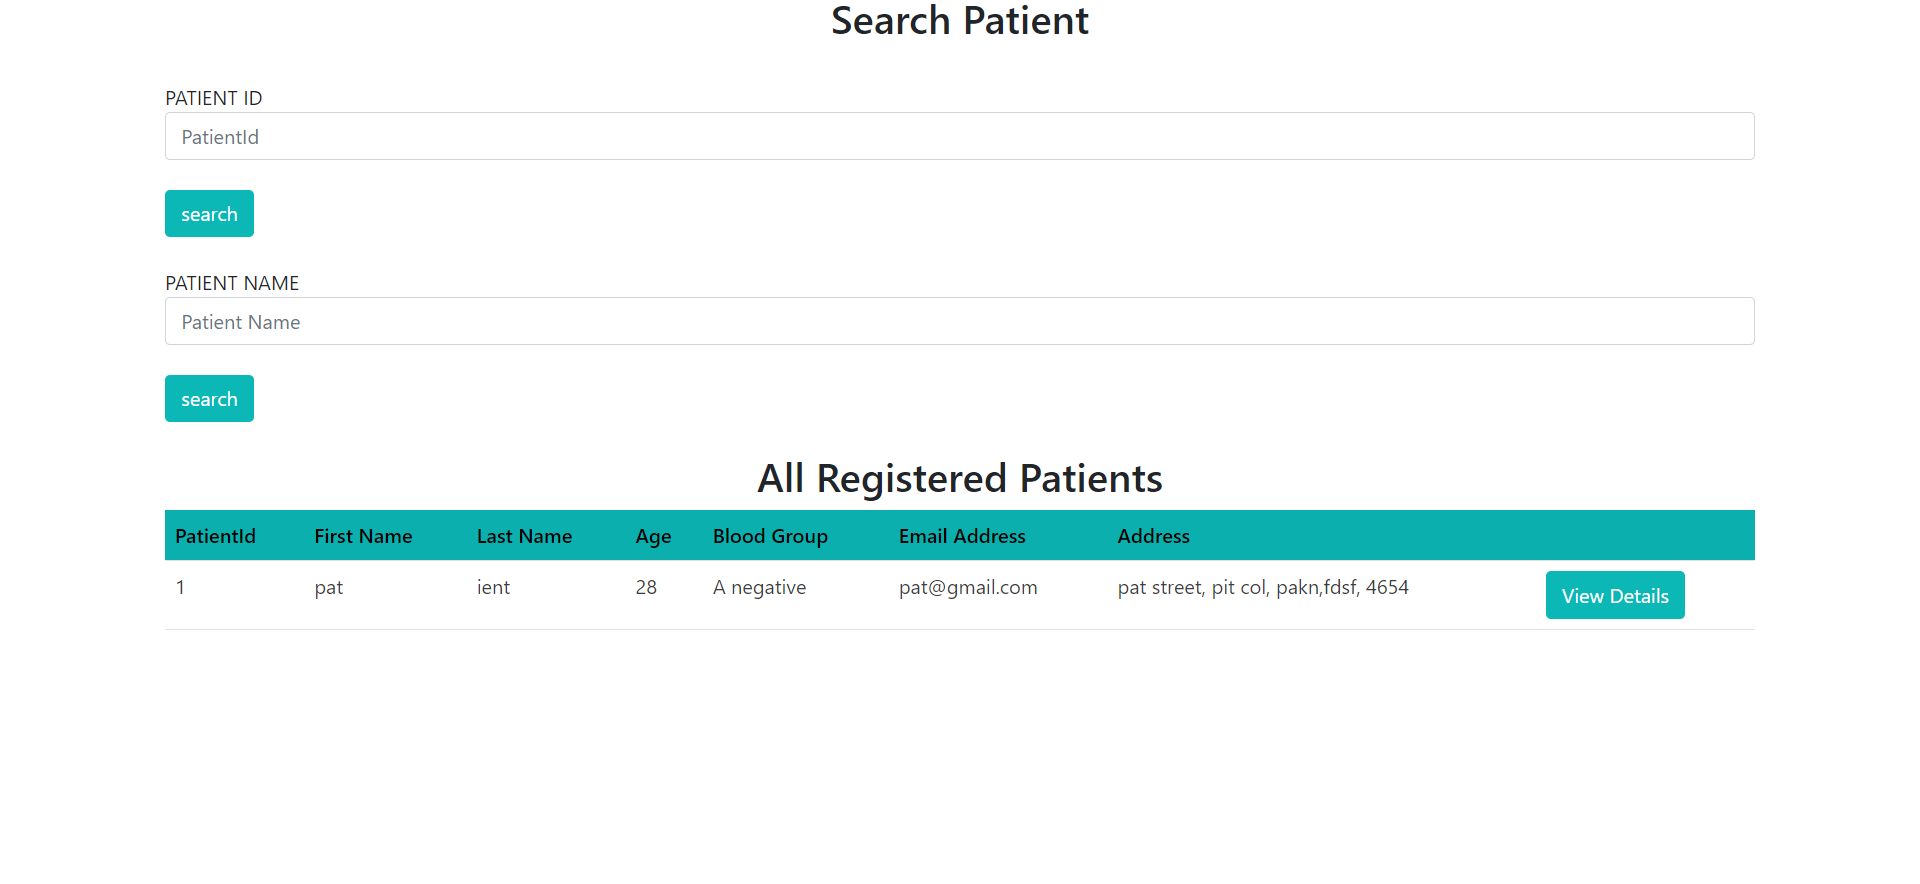 Search Patient
PATIENT ID
PatientId
search
PATIENT NAME
Patient Name
search
All Registered Patients
PatientId First Name Last Name Age Blood Group Email Address Address
1 pat ient 28 A negative pat@gmail.com pat street, pit col, pakn,fdsf, 4654 View Details